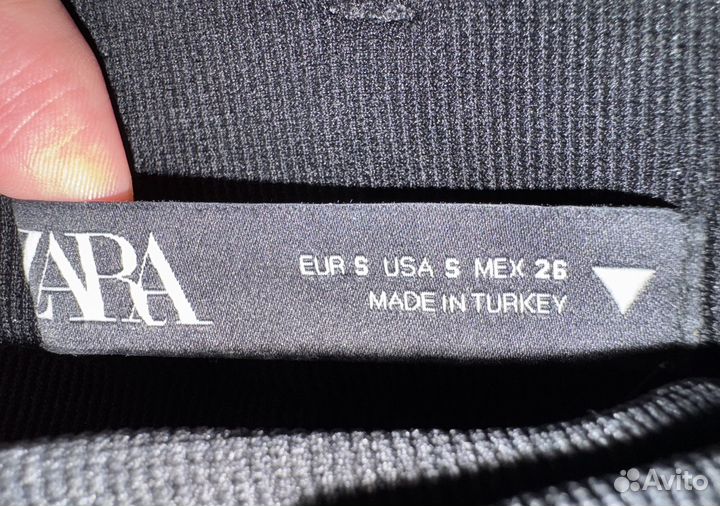 ZARA
EUR S USA S MEX 26
MADE IN TURKEY
Avito